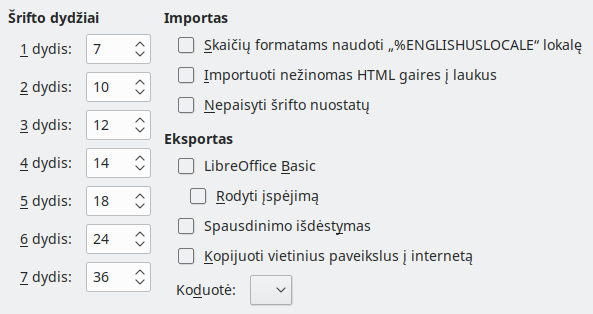 Šrifto dydžiai
1 dydis: 7
2 dydis: 10
3 dydis: 12
4 dydis: 14
5 dydis: 18
6 dydis: 24
7 dydis: 36
Importas
Skaičių formatams naudoti „%ENGLISHUSLOCALE“ lokalę
Importuoti nežinomas HTML gaires į laukus
Nepaisyti šrifto nuostatų
Eksportas
LibreOffice Basic
Rodyti įspėjimą
Spausdinimo išdėstymas
Kopijuoti vietinius paveikslus į internetą
Koduotė: